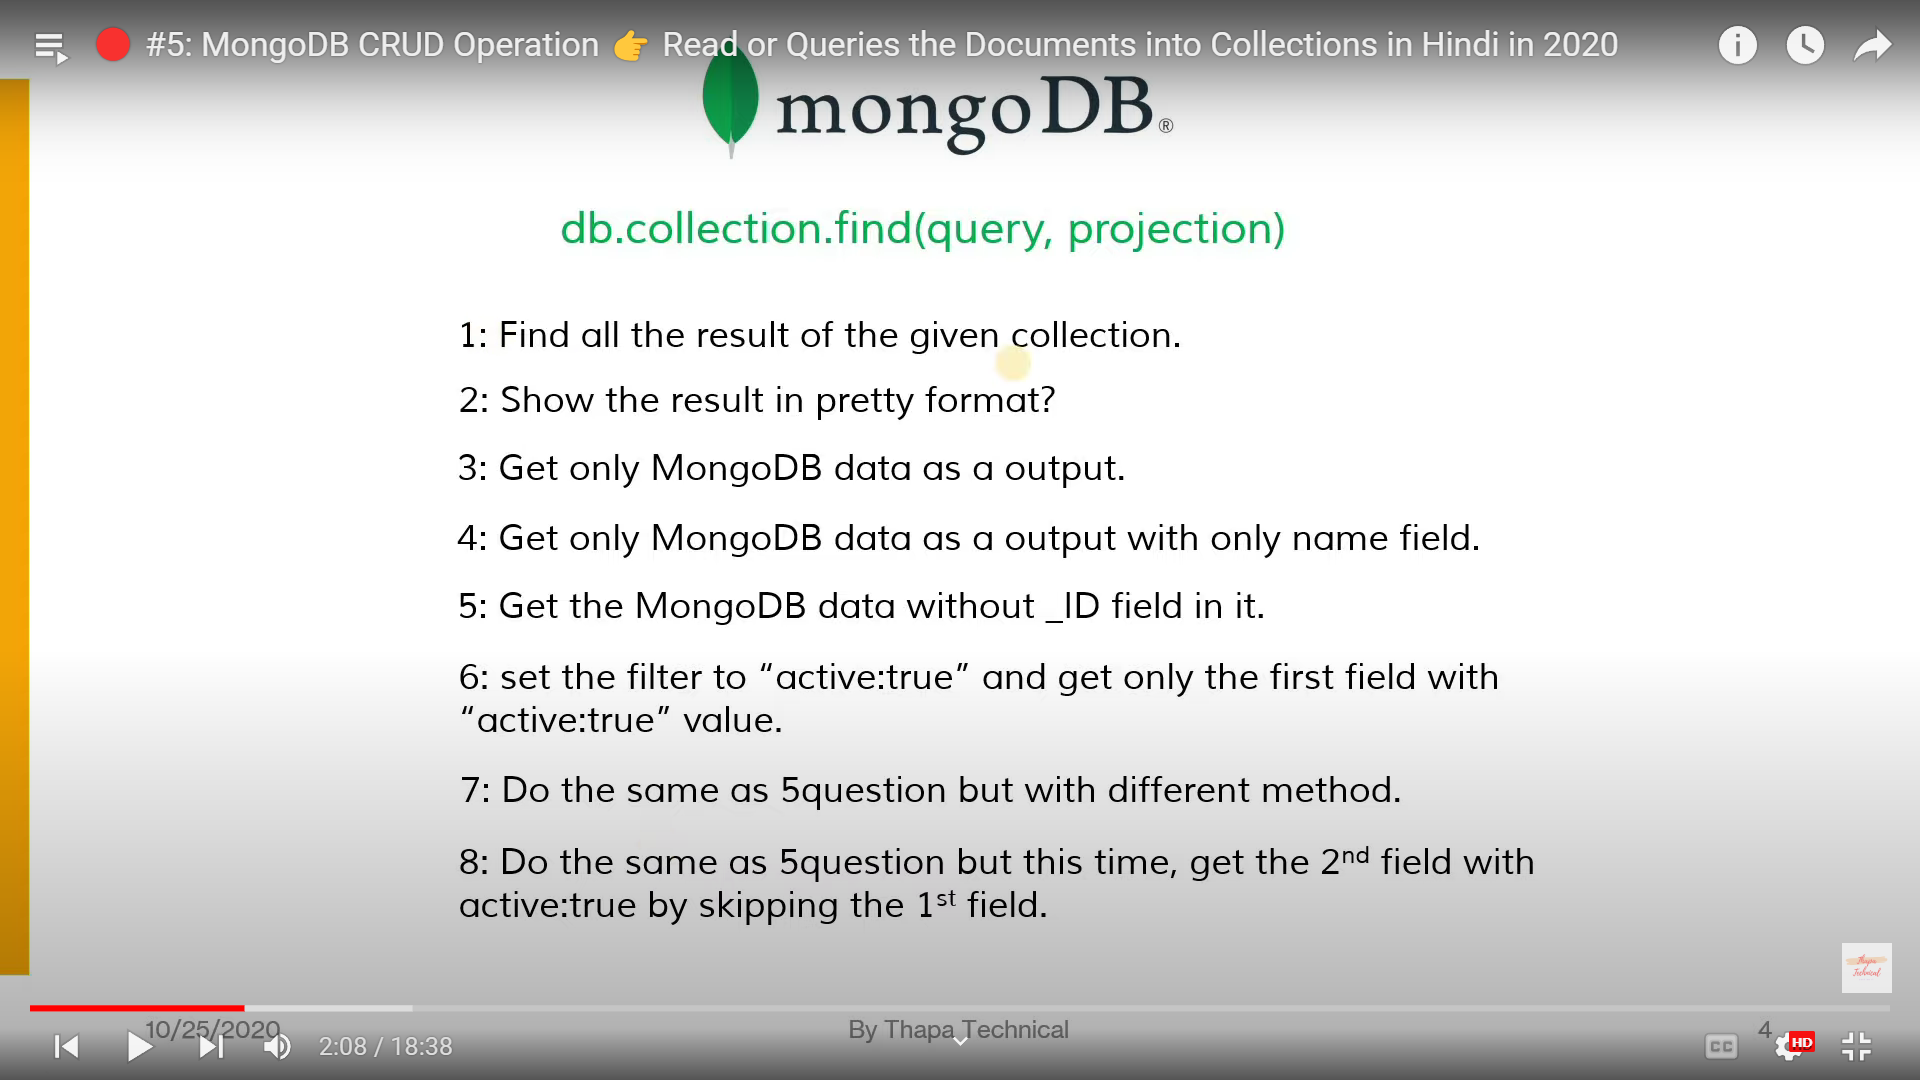 #5: MongoDB CRUD Operation 👉 Read or Queries the Documents into Collections in Hindi in 2020
mongoDB®
db.collection.find(query, projection)
1: Find all the result of the given collection.
2: Show the result in pretty format?
3: Get only MongoDB data as a output.
4: Get only MongoDB data as a output with only name field.
5: Get the MongoDB data without _ID field in it.
6: set the filter to “active:true” and get only the first field with
“active:true” value.
7: Do the same as 5question but with different method.
8: Do the same as 5question but this time, get the 2nd field with
active:true by skipping the 1st field.
Thapa
Technical
10/25/2020
By Thapa Technical
4
2:08 / 18:38
CC
HD